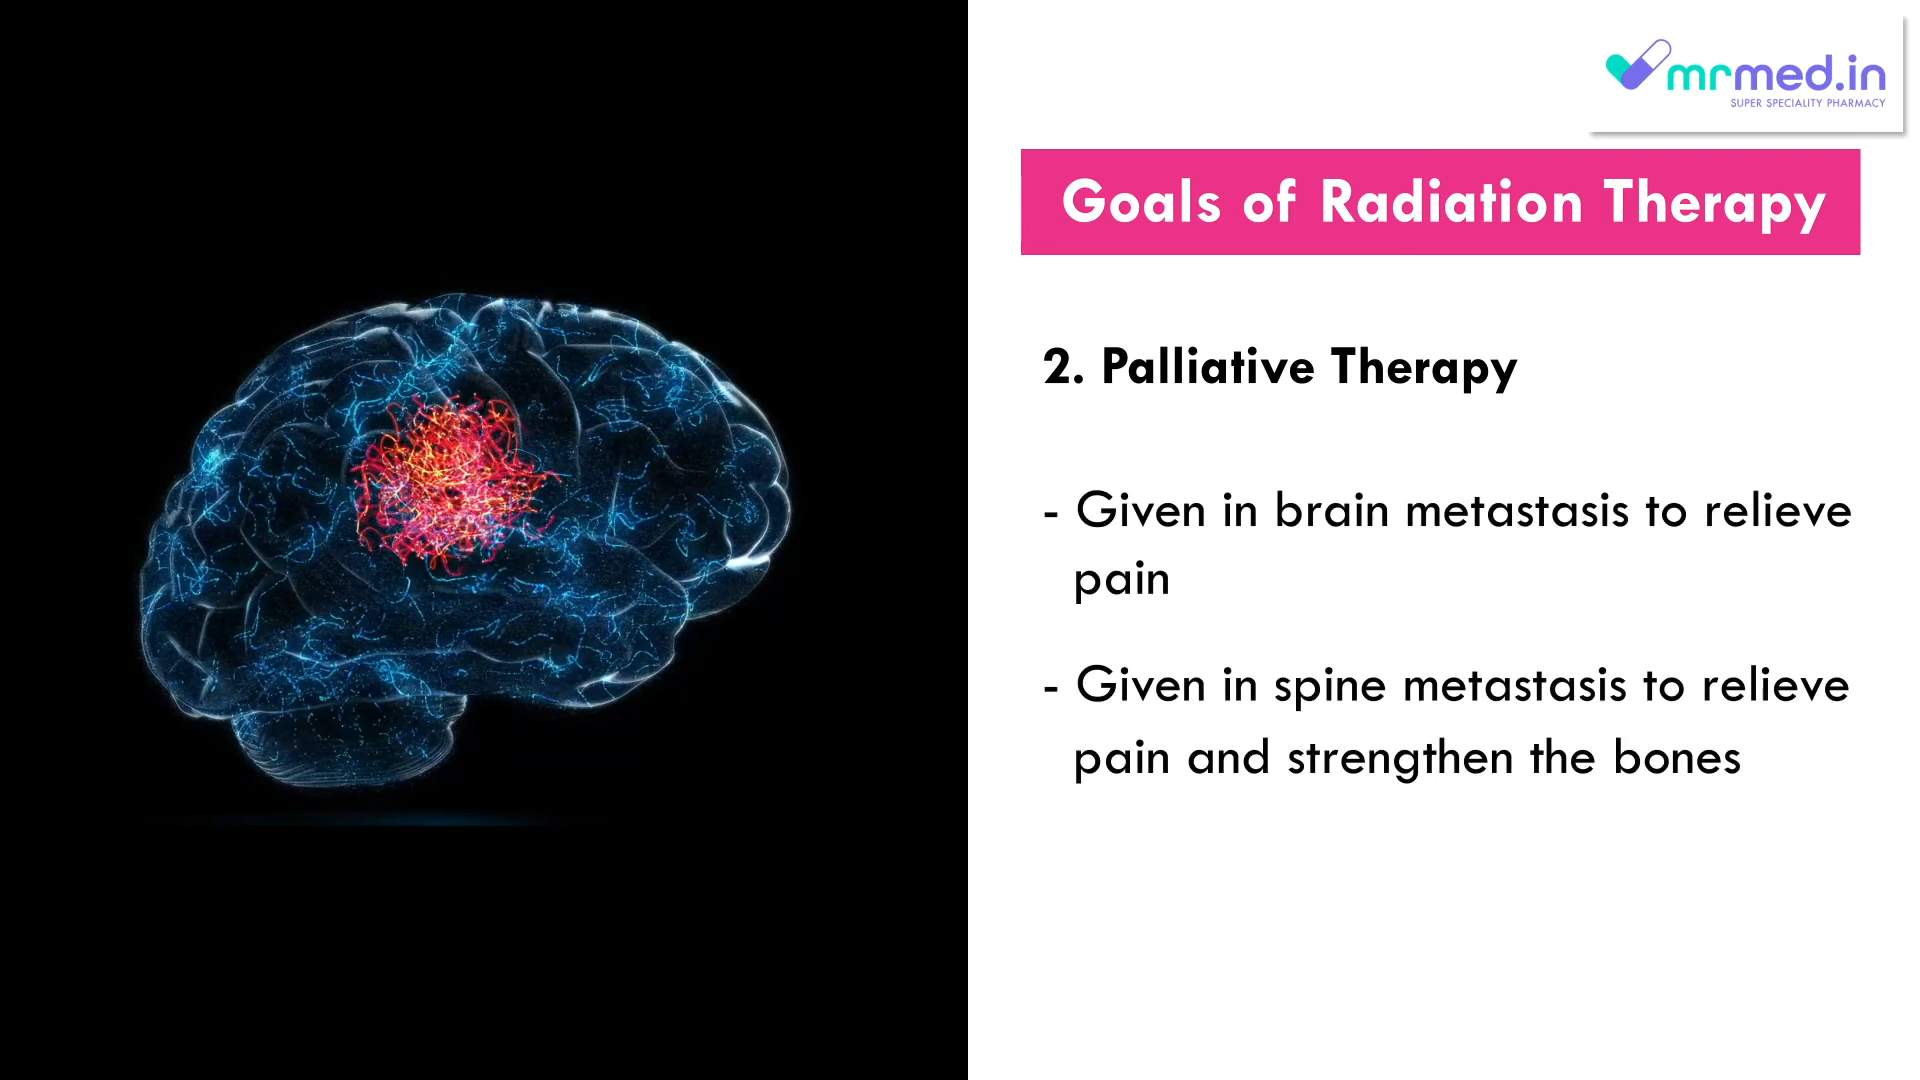 mrmed.in
SUPER SPECIALITY PHARMACY
Goals of Radiation Therapy
2. Palliative Therapy
- Given in brain metastasis to relieve
pain
- Given in spine metastasis to relieve
pain and strengthen the bones